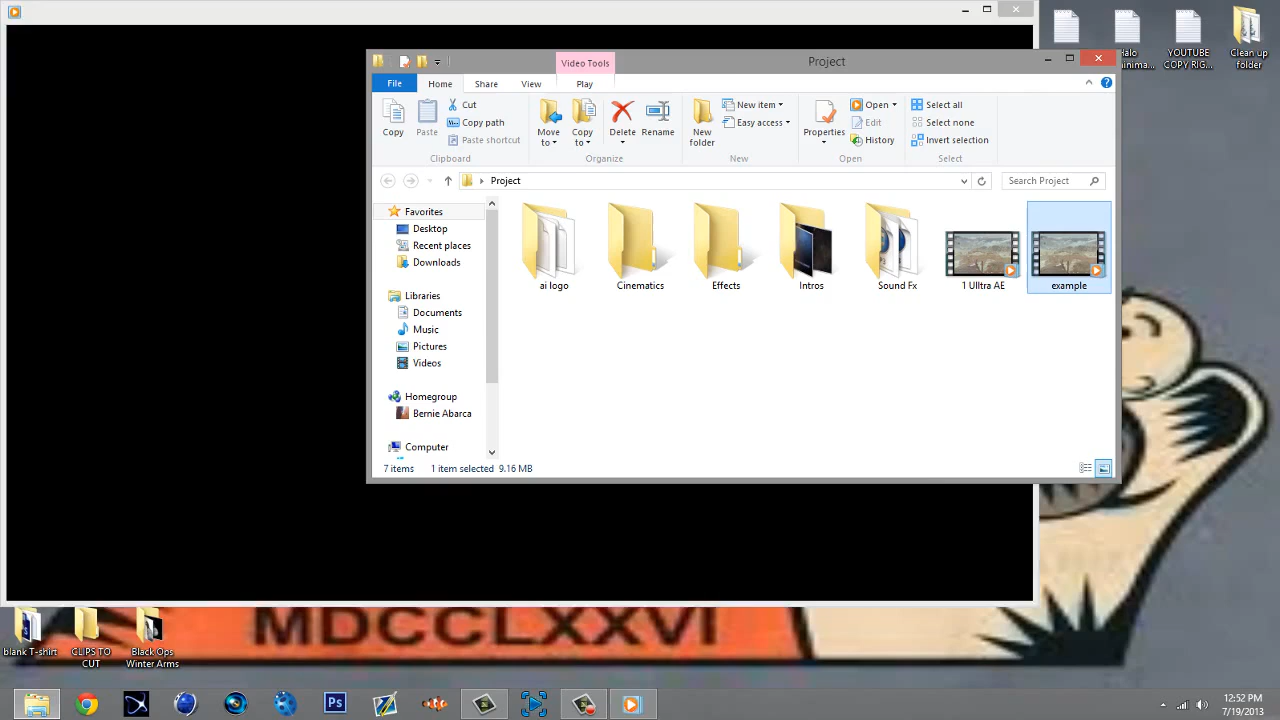 Video Tools
Project
File
Home
Share
View
Play
Copy
Paste
Cut
Copy path
Paste shortcut
Clipboard
Move to
Copy to
Delete
Rename
Organize
New folder
New item
Easy access
New
Properties
Open
Edit
History
Open
Select all
Select none
Invert selection
Select
Project
Search Project
Favorites
Desktop
Recent places
Downloads
Libraries
Documents
Music
Pictures
Videos
Homegroup
Bernie Abarca
Computer
ai logo
Cinematics
Effects
Intros
Sound Fx
1 Ulltra AE
example
7 items
1 item selected 9.16 MB
Halo
YOUTUBE
COPY RIG...
Clean up
folder
MDCCLXXVI
blank T-shirt
CLIPS TO
CUT
Black Ops
Winter Arms
Ps
12:52 PM
7/19/2013